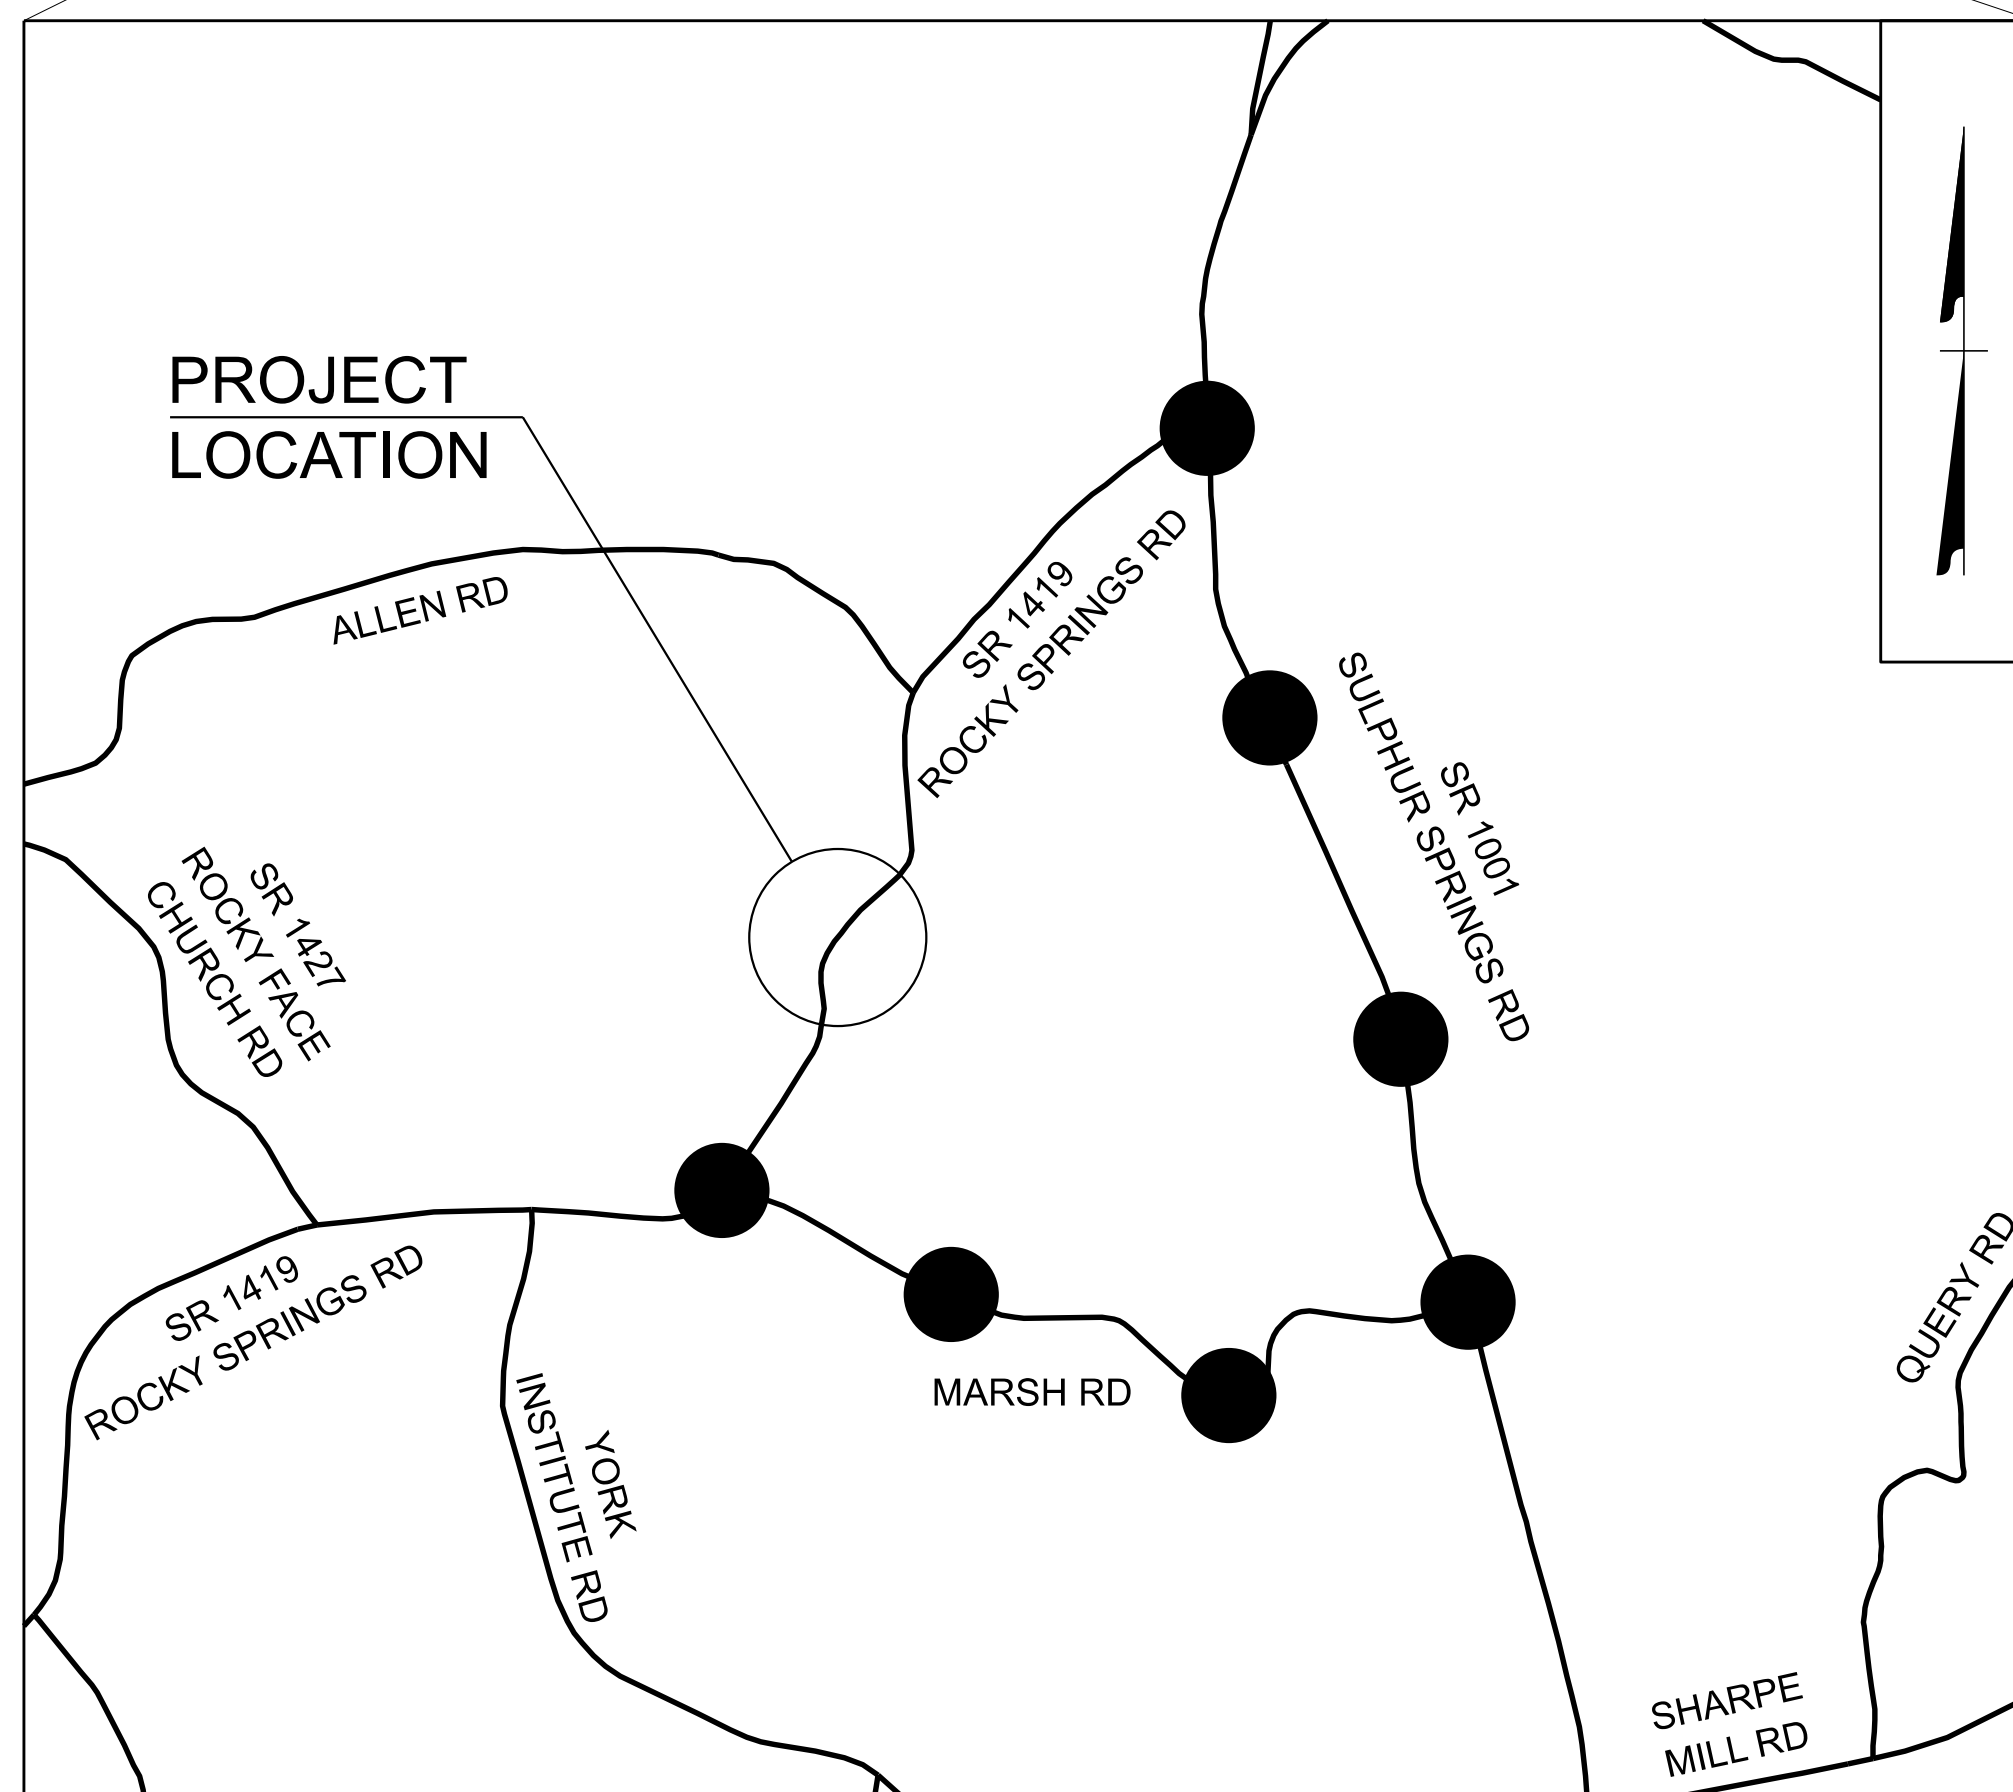 PROJECT
LOCATION
ALLEN RD
SR 1419
ROCKY SPRINGS RD
SR 1001
SULPHUR SPRINGS RD
SR 1427
ROCKY FACE
CHURCH RD
SR 1419
ROCKY SPRINGS RD
MARSH RD
YORK
INSTITUTE RD
QUERY RD
SHARPE
MILL RD